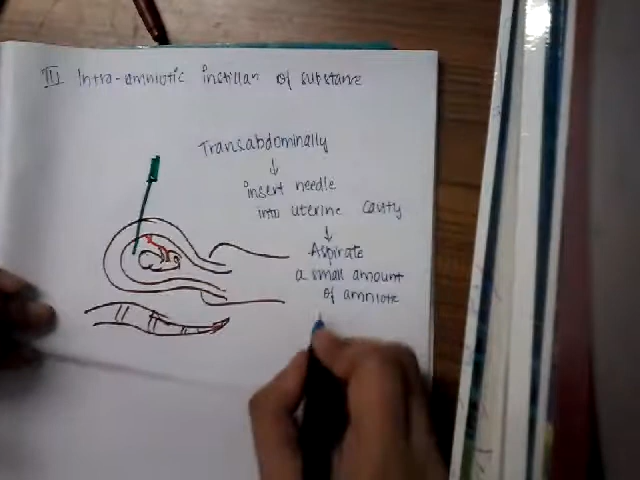 III Intra-amniotic instillan of substance
Transabdominally
↓
insert needle
into uterine cavity
↓
Aspirate
a small amount
of amniotic